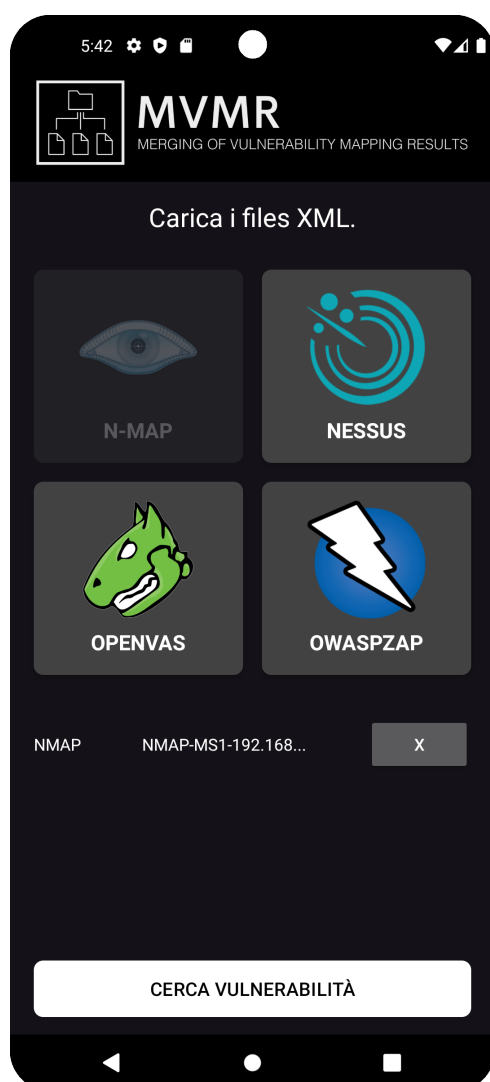 5:42
MVMR
MERGING OF VULNERABILITY MAPPING RESULTS
Carica i files XML.
N-MAP
NESSUS
OPENVAS
OWASPZAP
NMAP NMAP-MS1-192.168... X
CERCA VULNERABILITÀ